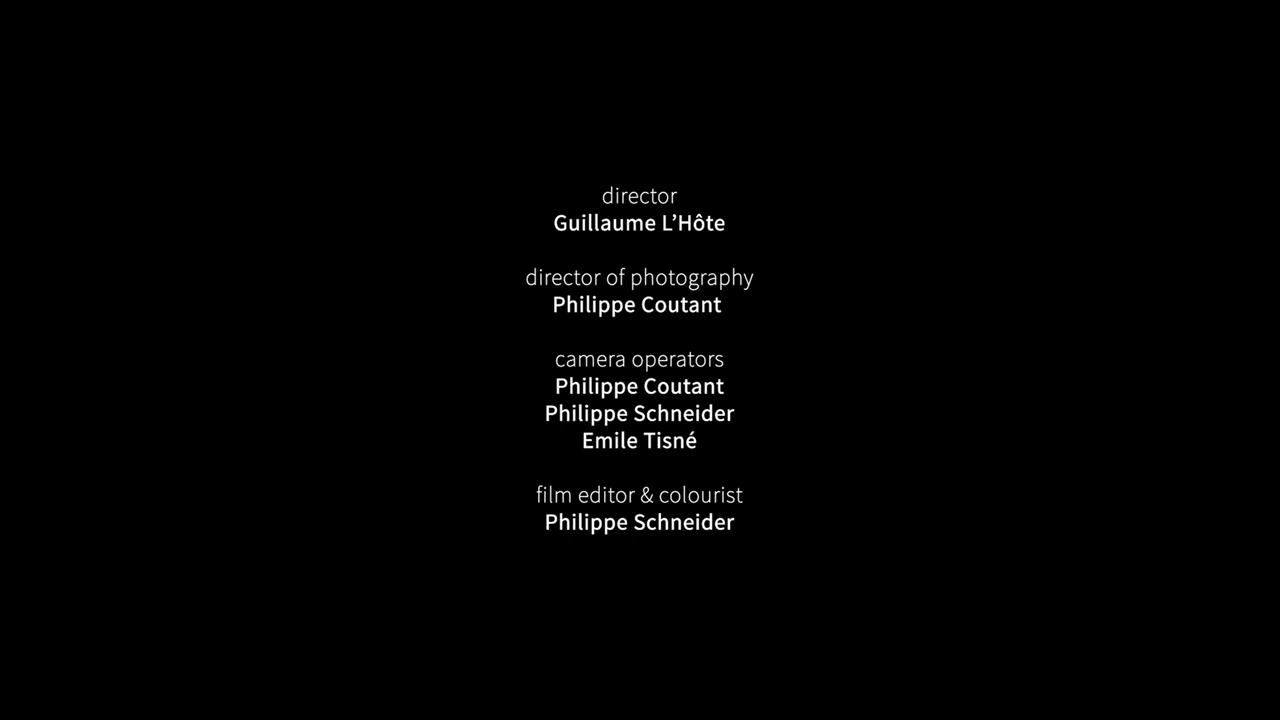 director
Guillaume L’Hôte
director of photography
Philippe Coutant
camera operators
Philippe Coutant
Philippe Schneider
Emile Tisné
film editor & colourist
Philippe Schneider